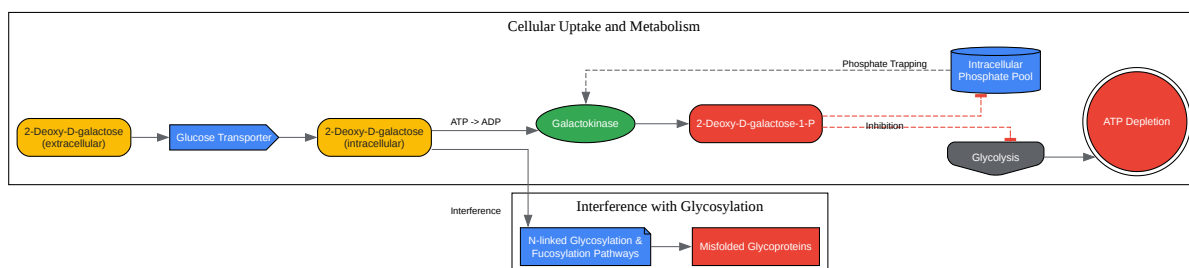 Cellular Uptake and Metabolism
Phosphate Trapping
Intracellular
Phosphate Pool
2-Deoxy-D-galactose
(extracellular)
Glucose Transporter
2-Deoxy-D-galactose
(intracellular)
ATP -> ADP
Galactokinase
2-Deoxy-D-galactose-1-P
Inhibition
Glycolysis
ATP Depletion
Interference
Interference with Glycosylation
N-linked Glycosylation &
Fucosylation Pathways
Misfolded Glycoproteins